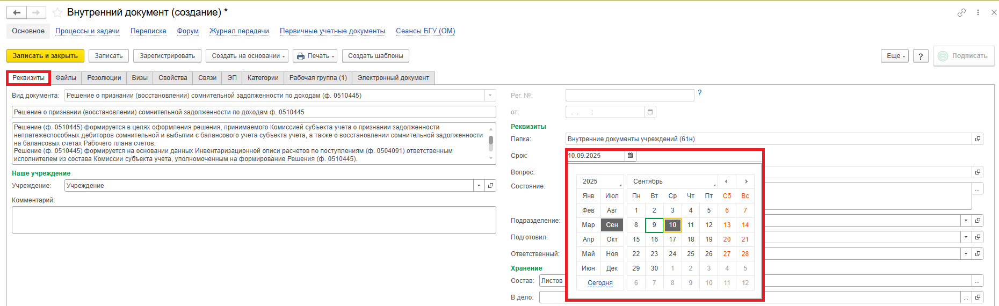 Внутренний документ (создание) *
Основное Процессы и задачи Переписка Форум Журнал передачи Первичные учетные документы Сеансы БГУ (ОМ)
Записать и закрыть Записать Зарегистрировать Создать на основании Печать Создать шаблоны Еще ? Подписать
Реквизиты Файлы Резолюции Визы Свойства Связи ЭП Категории Рабочая группа (1) Электронный документ
Вид документа: Решение о признании (восстановлении) сомнительной задолженности по доходам (ф. 0510445)
Решение о признании (восстановлении) сомнительной задолженности по доходам ф. 0510445
Решение (ф. 0510445) формируется в целях оформления решения, принимаемого Комиссией субъекта учета о признании задолженности
неплатежеспособных дебиторов сомнительной и выбытии с балансового учета субъекта учета, а также о восстановлении сомнительной задолженности
на балансовых счетах Рабочего плана счетов.
Решение (ф. 0510445) формируется на основании данных Инвентаризационной описи расчетов по поступлениям (ф. 0504091) ответственным
исполнителем из состава Комиссии субъекта учета, уполномоченным на формирование Решения (ф. 0510445).
Наше учреждение
Учреждение: Учреждение
Комментарий:
Рег. №: ?
от: . . :
Реквизиты
Папка: Внутренние документы учреждений (61н)
Срок: 10.09.2025
Вопрос:
Состояние: ...
Подразделение:
Подготовил:
Ответственный:
Хранение
Состав: Листов ...
В дело: ...
2025 Сентябрь
Янв Июл Пн Вт Ср Чт Пт Сб Вс
Фев Авг 1 2 3 4 5 6 7
Мар Сен 8 9 10 11 12 13 14
Апр Окт 15 16 17 18 19 20 21
Май Ноя 22 23 24 25 26 27 28
Июн Дек 29 30 1 2 3 4 5
Сегодня 6 7 8 9 10 11 12